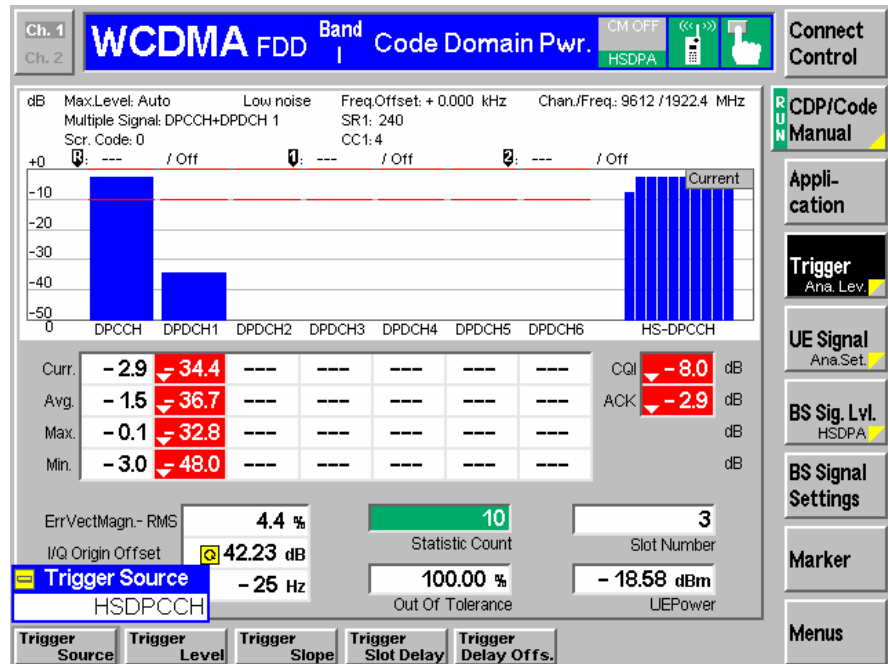 Ch. 1
Ch. 2
WCDMA FDD Band I Code Domain Pwr.
CM OFF
HSDPA
Connect Control
dB Max.Level: Auto Low noise Freq.Offset: + 0.000 kHz Chan./Freq.: 9612 / 1922.4 MHz
Multiple Signal: DPCCH+DPDCH 1 SR1: 240
Scr. Code: 0 CC1: 4
+0 R: --- / Off 1: --- / Off 2: --- / Off
Current
-10
-20
-30
-40
-50
0 DPCCH DPDCH1 DPDCH2 DPDCH3 DPDCH4 DPDCH5 DPDCH6 HS-DPCCH
Curr. - 2.9 - 34.4 --- --- --- --- --- CQI - 8.0 dB
Avg. - 1.5 - 36.7 --- --- --- --- --- ACK - 2.9 dB
Max. - 0.1 - 32.8 --- --- --- --- --- dB
Min. - 3.0 - 48.0 --- --- --- --- --- dB
ErrVectMagn.- RMS 4.4 %
I/Q Origin Offset 42.23 dB
- 25 Hz
10
Statistic Count
100.00 %
Out Of Tolerance
3
Slot Number
- 18.58 dBm
UEPower
Trigger Source
HSDPCCH
Trigger Source
Trigger Level
Trigger Slope
Trigger Slot Delay
Trigger Delay Offs.
RUN
CDP/Code Manual
Appli-
cation
Trigger
Ana. Lev.
UE Signal
Ana.Set.
BS Sig. Lvl.
HSDPA
BS Signal
Settings
Marker
Menus